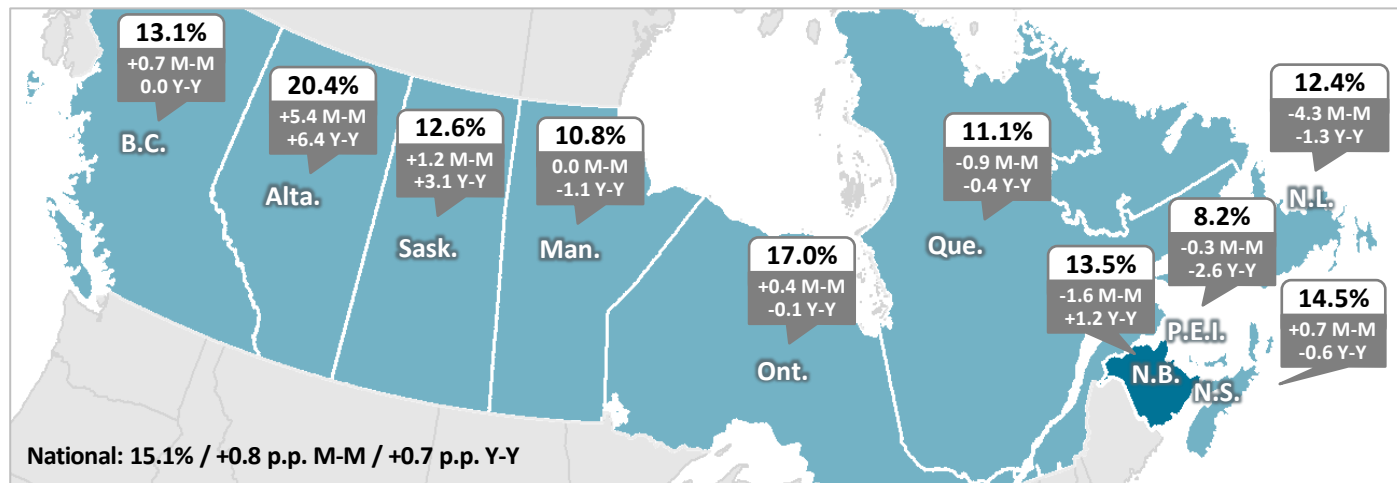 13.1%
+0.7 M-M
0.0 Y-Y
B.C.
20.4%
+5.4 M-M
+6.4 Y-Y
Alta.
12.6%
+1.2 M-M
+3.1 Y-Y
Sask.
10.8%
0.0 M-M
-1.1 Y-Y
Man.
17.0%
+0.4 M-M
-0.1 Y-Y
Ont.
11.1%
-0.9 M-M
-0.4 Y-Y
Que.
12.4%
-4.3 M-M
-1.3 Y-Y
N.L.
8.2%
-0.3 M-M
-2.6 Y-Y
P.E.I.
13.5%
-1.6 M-M
+1.2 Y-Y
N.B.
14.5%
+0.7 M-M
-0.6 Y-Y
N.S.
National: 15.1% / +0.8 p.p. M-M / +0.7 p.p. Y-Y